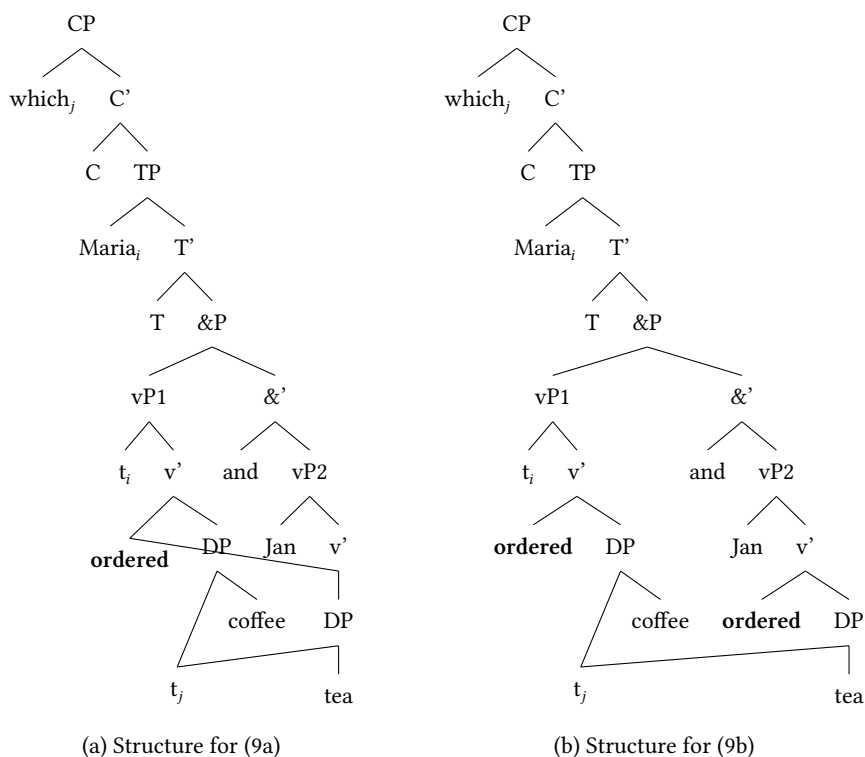 CP CP
which_j C’ which_j C’
C TP C TP
Maria_i T’ Maria_i T’
T &P T &P
vP1 &’ vP1 &’
t_i v’ and vP2 t_i v’ and vP2
ordered DP Jan v’ ordered DP Jan v’
coffee DP coffee ordered DP
t_j tea t_j tea
(a) Structure for (9a) (b) Structure for (9b)